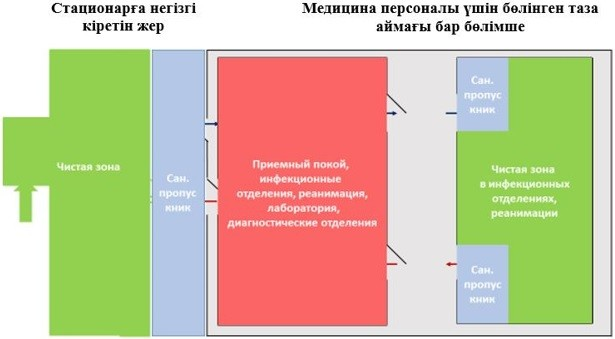 Стационарға негізгі
кіретін жер
Медицина персоналы үшін бөлінген таза
аймағы бар бөлімше
Чистая зона
Сан.
пропус
кник
Приемный покой,
инфекционные
отделения, реанимация,
лаборатория,
диагностические отделения
Сан.
пропус
кник
Чистая зона
в инфекционных
отделениях,
реанимации
Сан.
пропус
кник